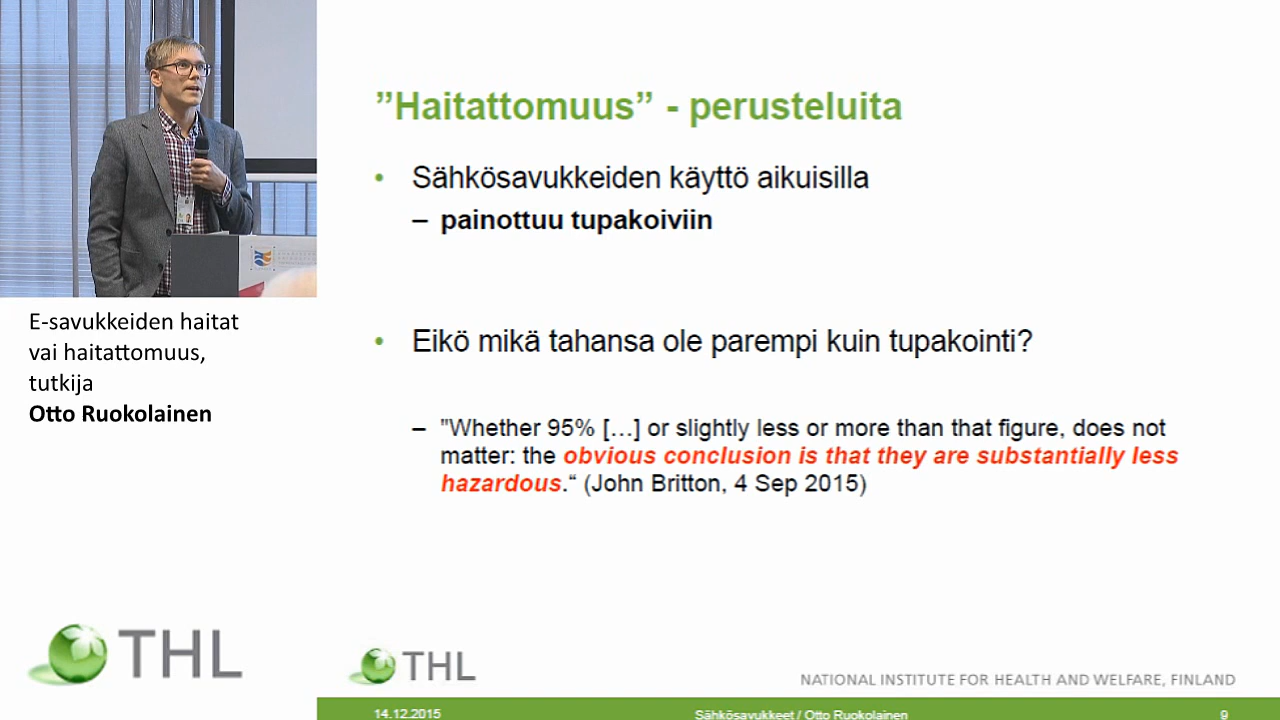 E-savukkeiden haitat
vai haitattomuus,
tutkija
Otto Ruokolainen
THL
”Haitattomuus” - perusteluita
• Sähkösavukkeiden käyttö aikuisilla
– painottuu tupakoiviin
• Eikö mikä tahansa ole parempi kuin tupakointi?
– "Whether 95% [...] or slightly less or more than that figure, does not
matter: the obvious conclusion is that they are substantially less
hazardous.“ (John Britton, 4 Sep 2015)
THL
NATIONAL INSTITUTE FOR HEALTH AND WELFARE, FINLAND
14.12.2015
Sähkösavukkeet / Otto Ruokolainen
9